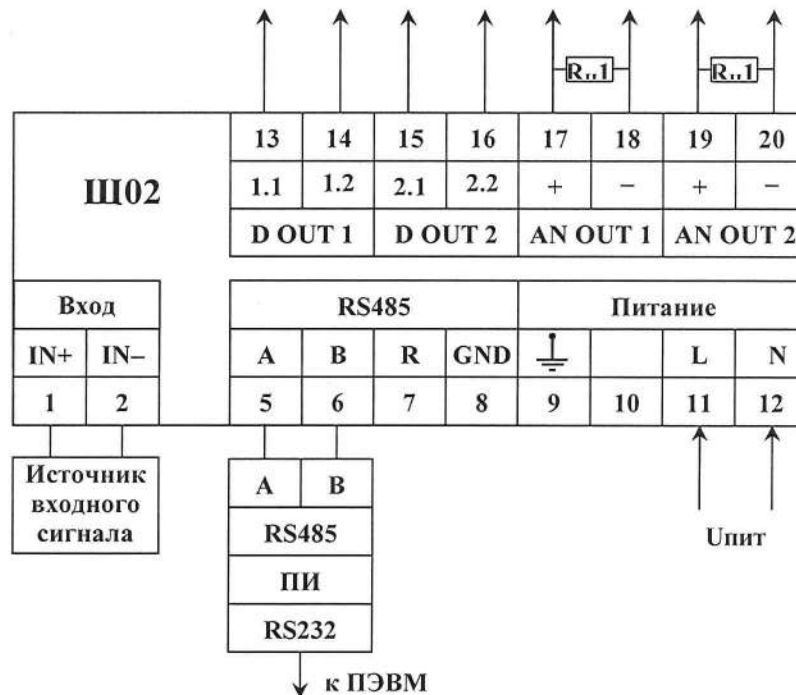 Rн1 Rн1
13 14 15 16 17 18 19 20
Щ02
1.1 1.2 2.1 2.2 + − + −
D OUT 1 D OUT 2 AN OUT 1 AN OUT 2
Вход RS485 Питание
IN+ IN− A B R GND L N
1 2 5 6 7 8 9 10 11 12
Источник
входного
сигнала
A B
RS485
ПИ
RS232
Uпит
к ПЭВМ